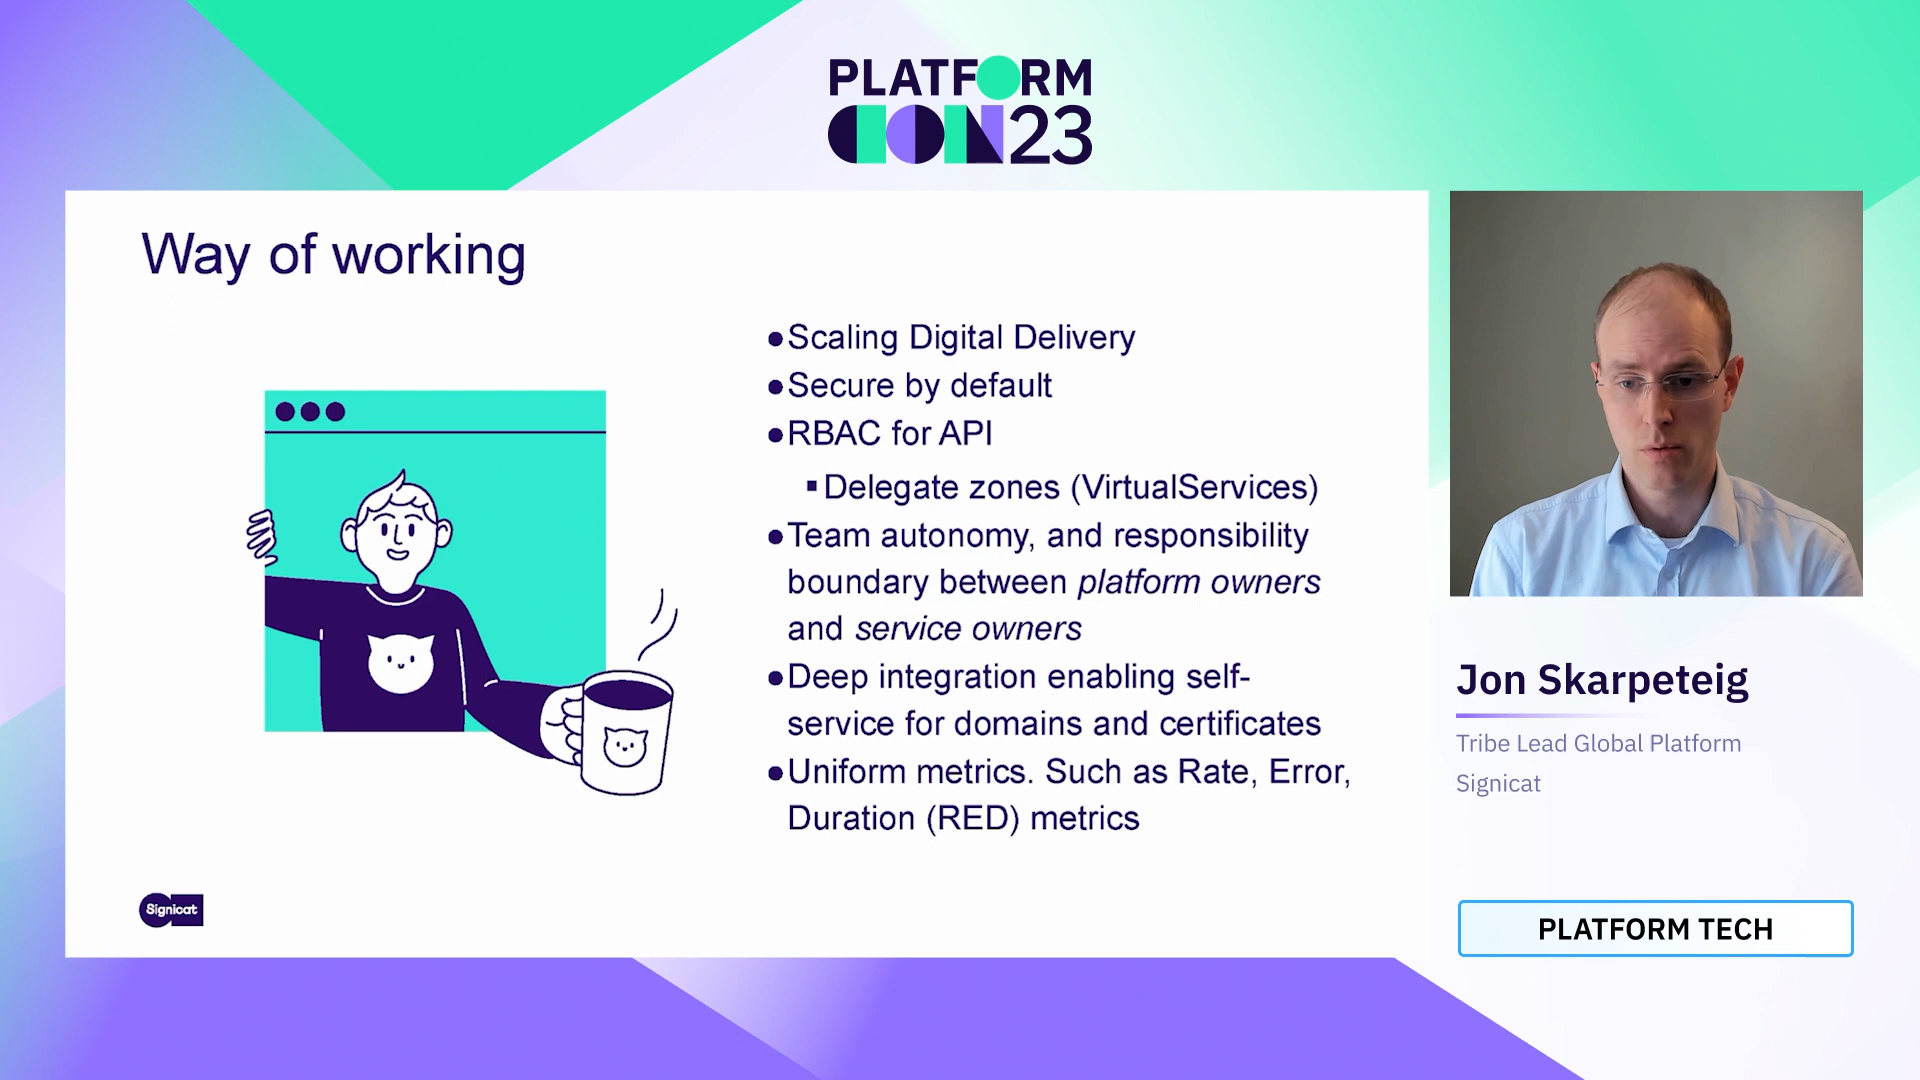 PLATFORM
CON23
Way of working
●Scaling Digital Delivery
●Secure by default
●RBAC for API
▪Delegate zones (VirtualServices)
●Team autonomy, and responsibility
boundary between platform owners
and service owners
●Deep integration enabling self-
service for domains and certificates
●Uniform metrics. Such as Rate, Error,
Duration (RED) metrics
Signicat
Jon Skarpeteig
Tribe Lead Global Platform
Signicat
PLATFORM TECH